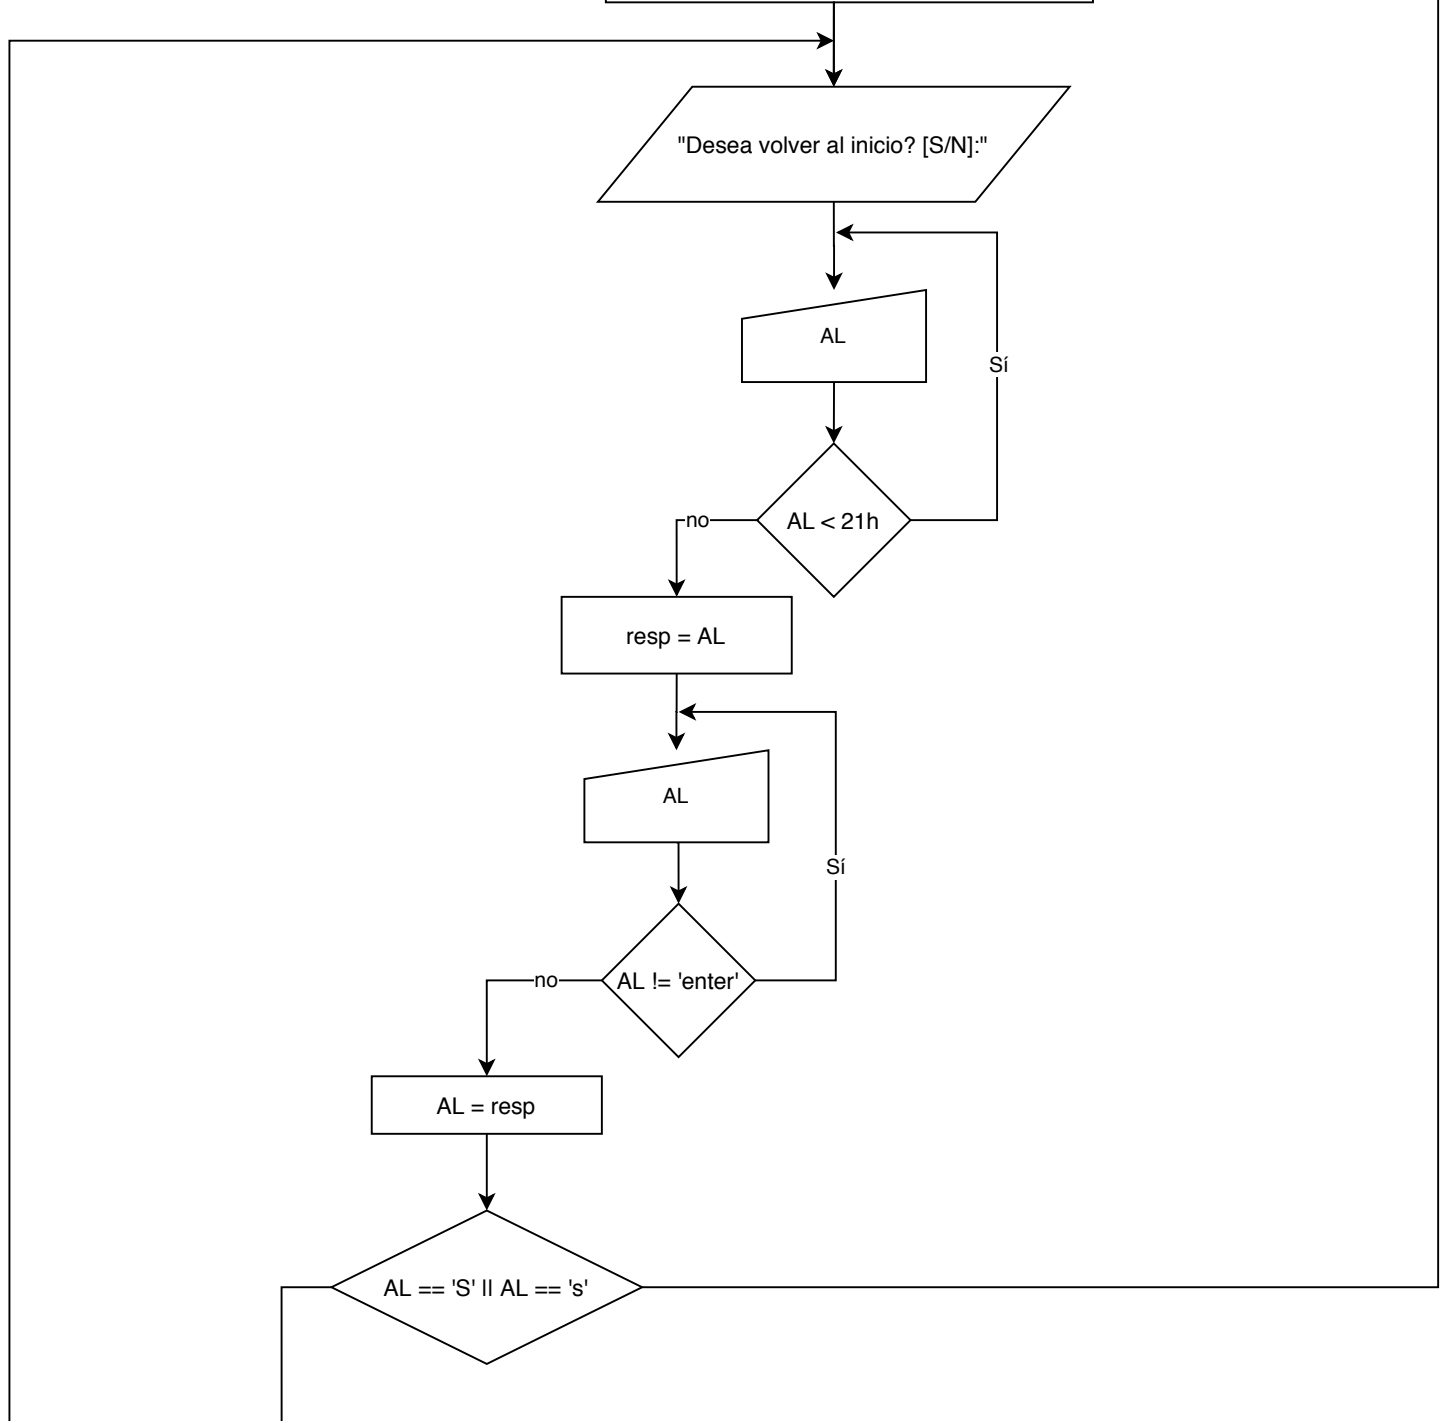 "Desea volver al inicio? [S/N]:"
AL
Sí
AL < 21h
no
resp = AL
AL
Sí
AL != 'enter'
no
AL = resp
AL == 'S' || AL == 's'